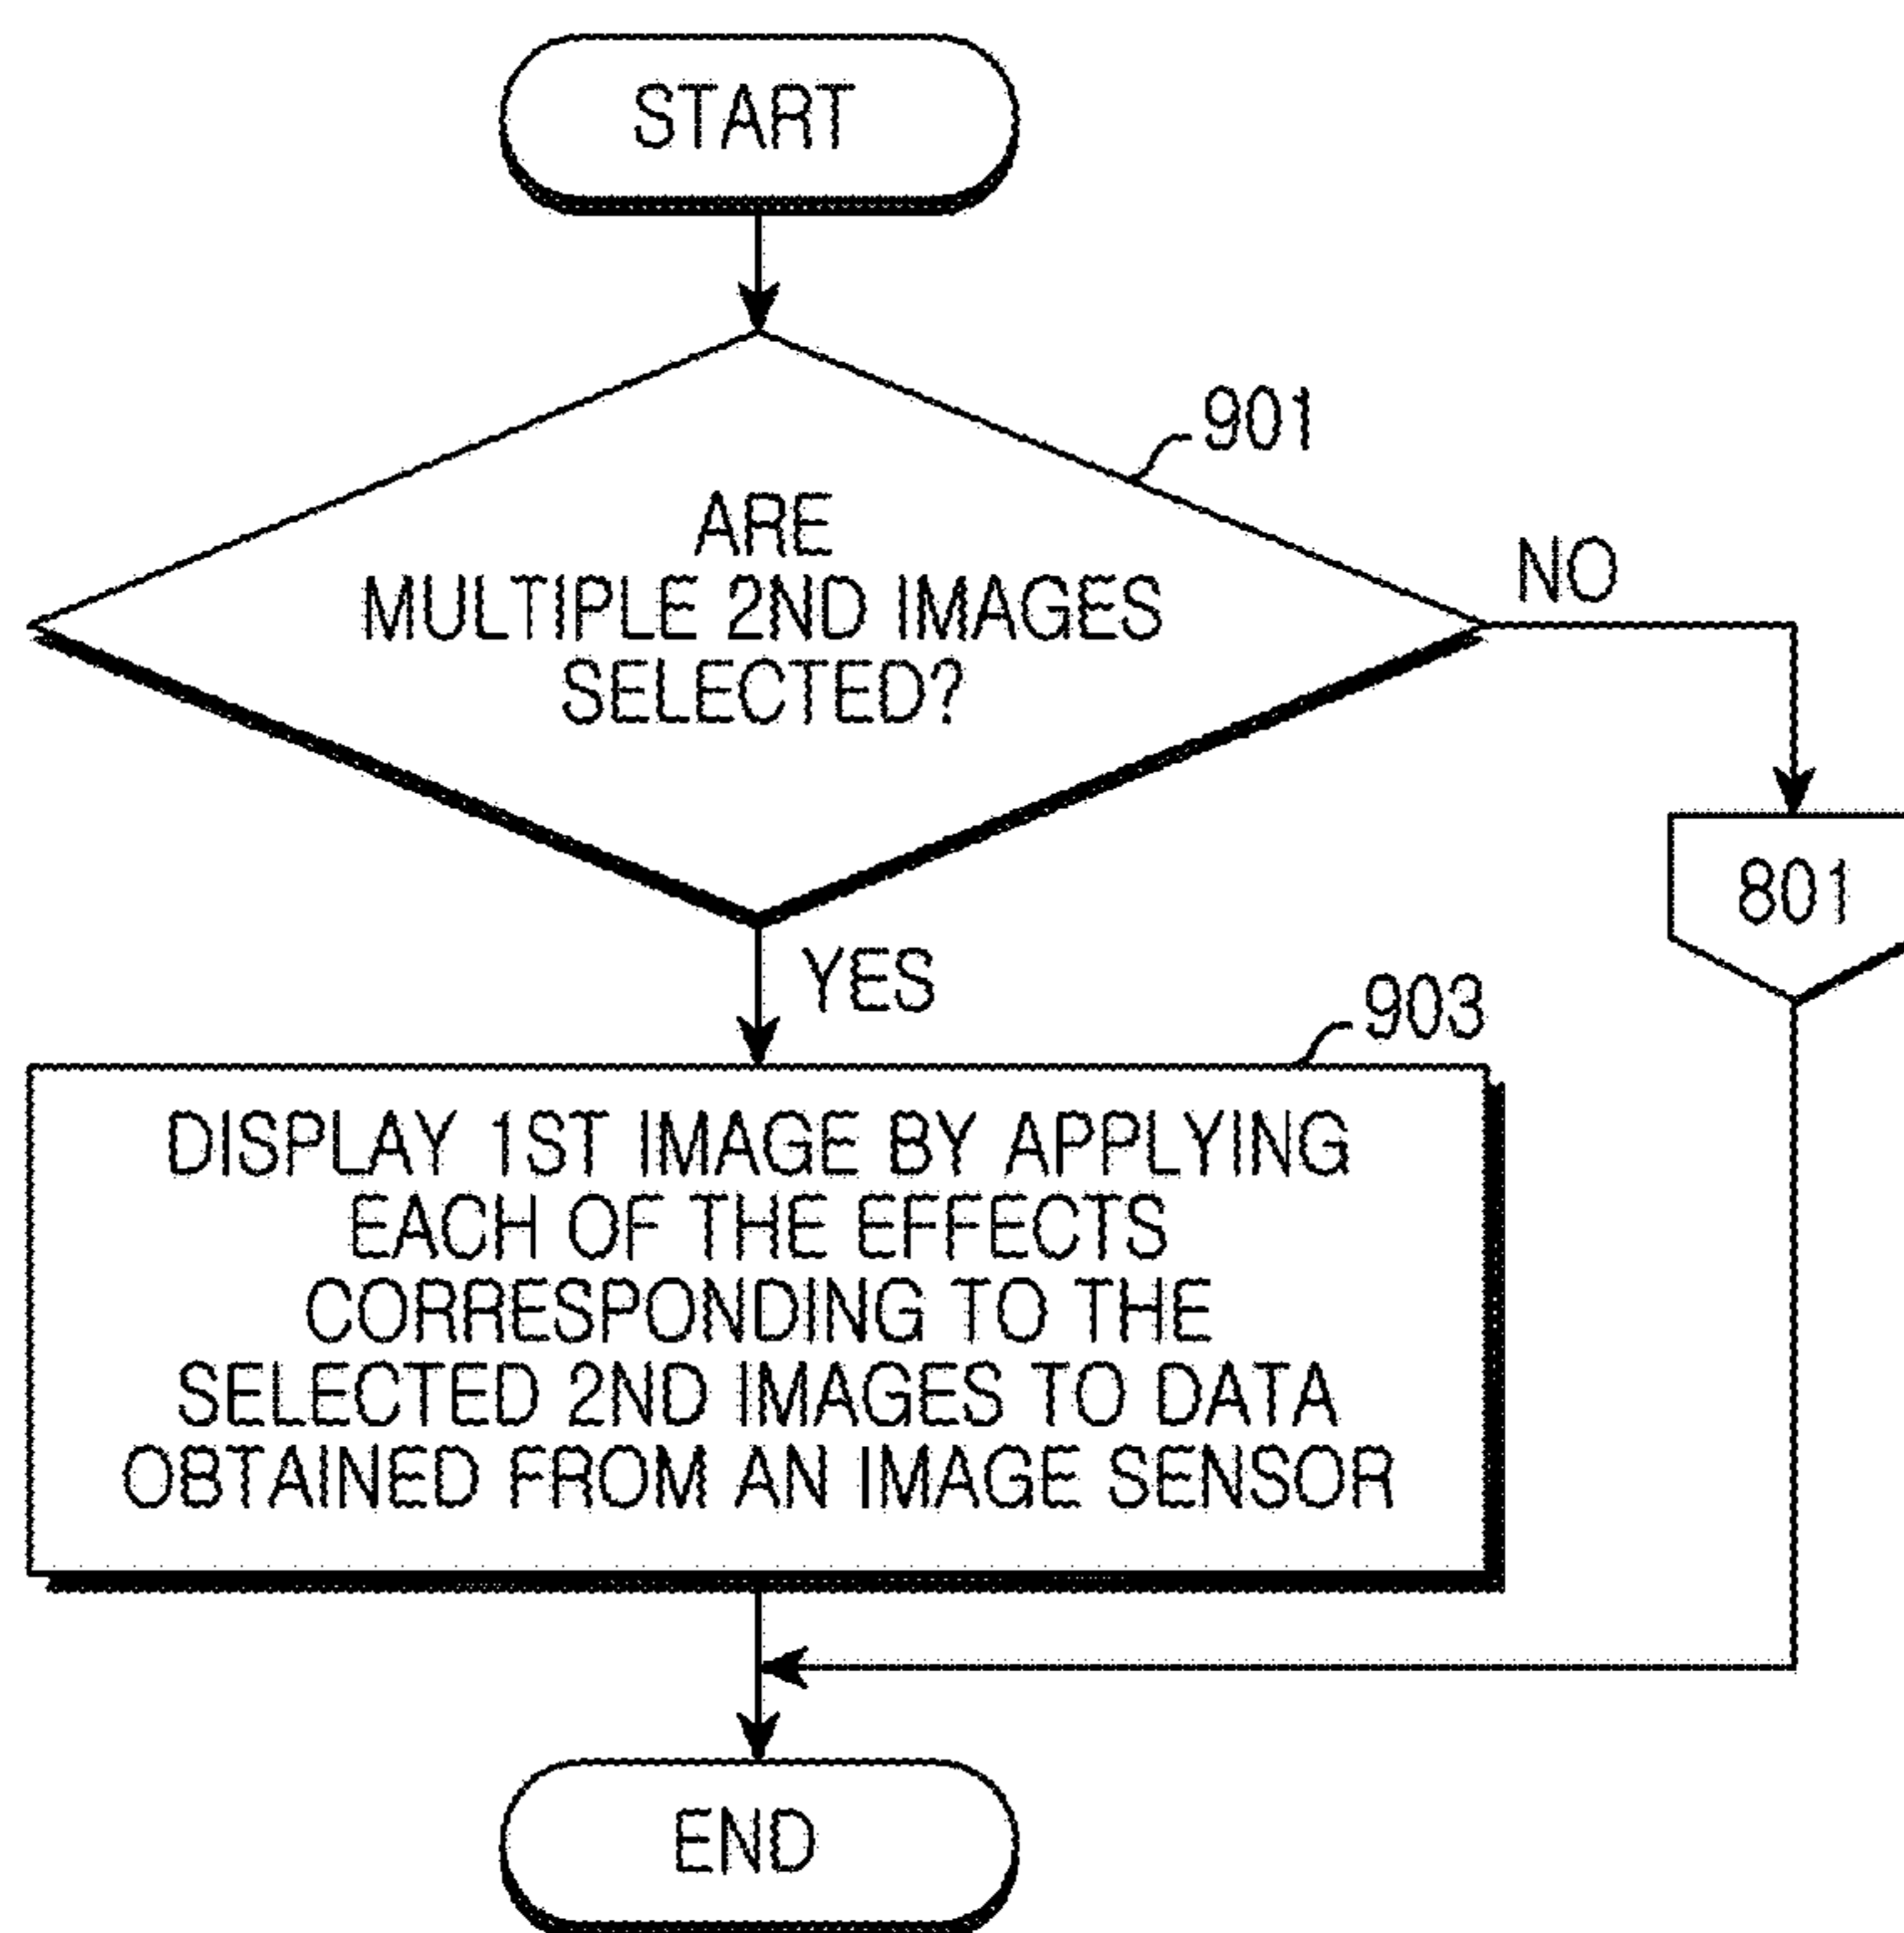 START
901
ARE
MULTIPLE 2ND IMAGES
SELECTED?
NO
801
YES
903
DISPLAY 1ST IMAGE BY APPLYING
EACH OF THE EFFECTS
CORRESPONDING TO THE
SELECTED 2ND IMAGES TO DATA
OBTAINED FROM AN IMAGE SENSOR
END